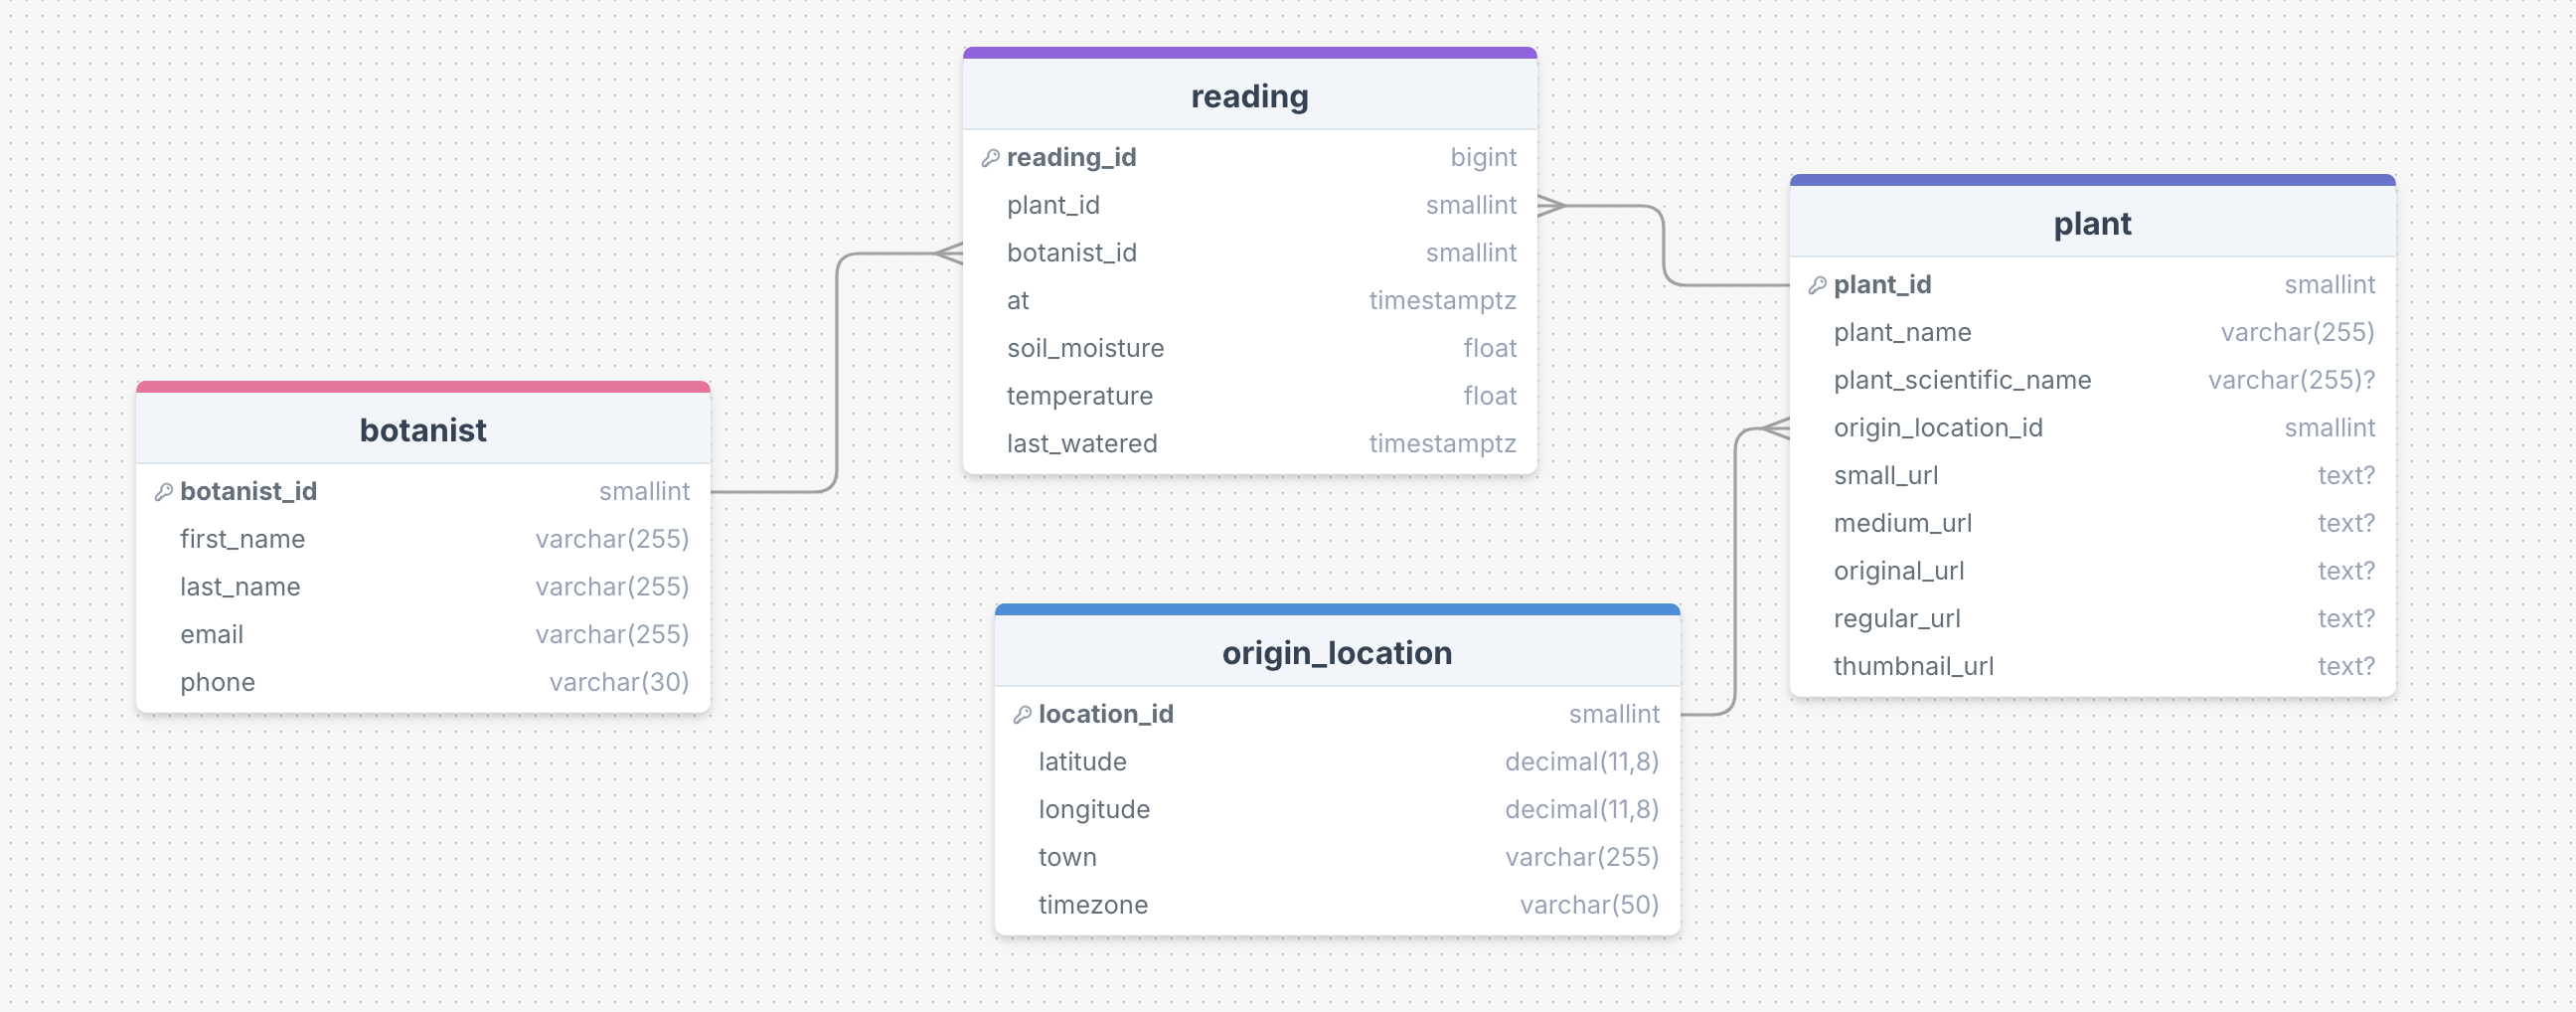 reading
reading_id bigint
plant_id smallint
botanist_id smallint
at timestamptz
soil_moisture float
temperature float
last_watered timestamptz
plant
plant_id smallint
plant_name varchar(255)
plant_scientific_name varchar(255)?
origin_location_id smallint
small_url text?
medium_url text?
original_url text?
regular_url text?
thumbnail_url text?
botanist
botanist_id smallint
first_name varchar(255)
last_name varchar(255)
email varchar(255)
phone varchar(30)
origin_location
location_id smallint
latitude decimal(11,8)
longitude decimal(11,8)
town varchar(255)
timezone varchar(50)